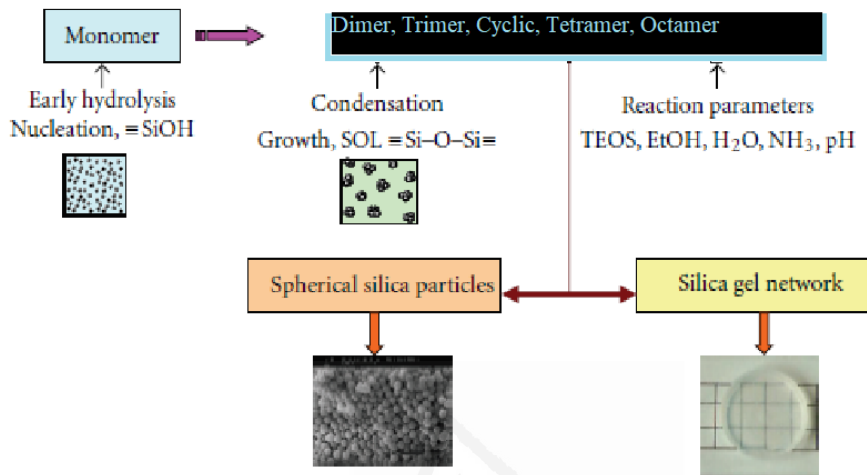 Monomer
Dimer, Trimer, Cyclic, Tetramer, Octamer
Early hydrolysis
Nucleation, ≡SiOH
Condensation
Growth, SOL ≡Si–O–Si≡
Reaction parameters
TEOS, EtOH, H₂O, NH₃, pH
Spherical silica particles
Silica gel network